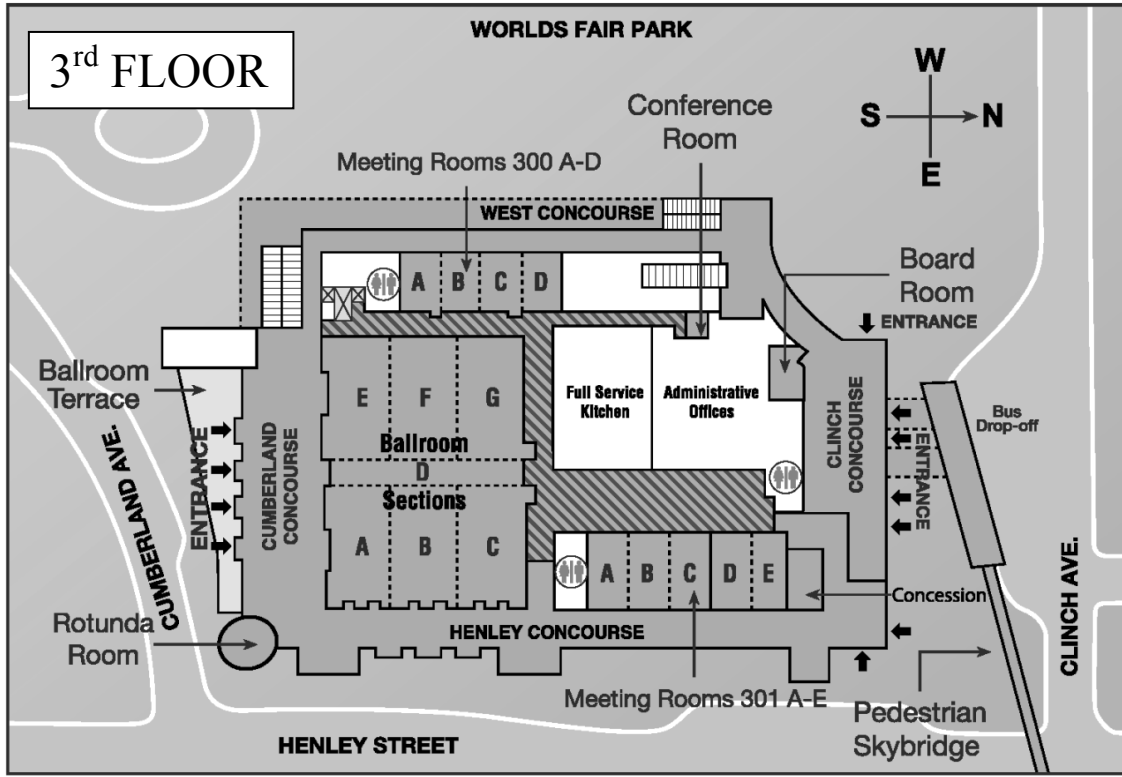 WORLDS FAIR PARK
3rd FLOOR
W
S N
E
Conference
Room
Meeting Rooms 300 A-D
WEST CONCOURSE
Board
Room
A B C D
ENTRANCE
Ballroom
Terrace
E F G
Full Service
Kitchen
Administrative
Offices
Bus
Drop-off
Ballroom
D
Sections
CUMBERLAND AVE.
ENTRANCE
CUMBERLAND
CONCOURSE
CLINCH
CONCOURSE
ENTRANCE
A B C
A B C D E
CLINCH AVE.
Concession
Rotunda
Room
HENLEY CONCOURSE
Meeting Rooms 301 A-E
Pedestrian
Skybridge
HENLEY STREET